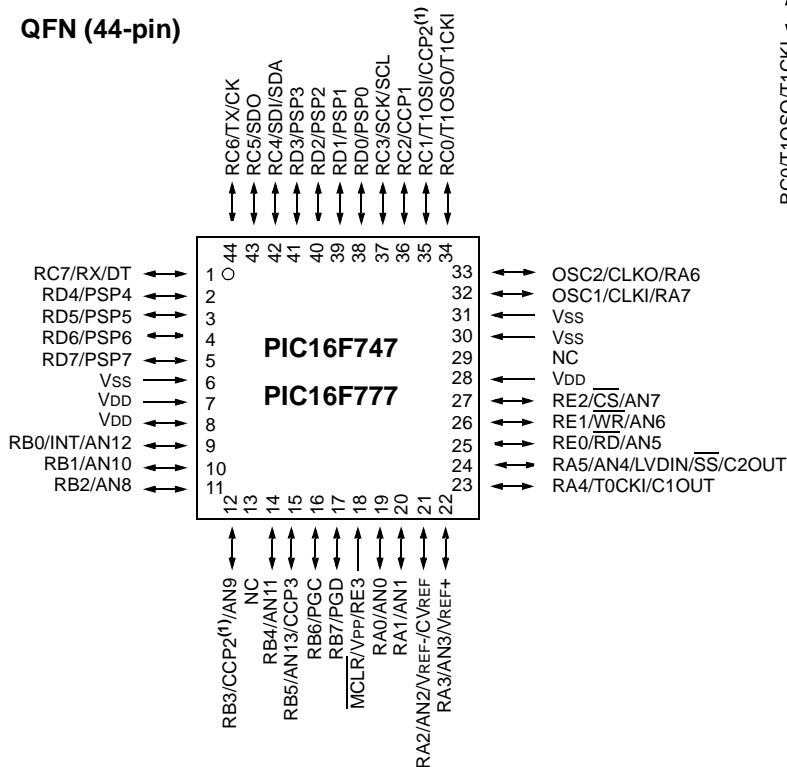 QFN (44-pin)
RC6/TX/CK
RC5/SDO
RC4/SDI/SDA
RD3/PSP3
RD2/PSP2
RD1/PSP1
RD0/PSP0
RC3/SCK/SCL
RC2/CCP1
RC1/T1OSI/CCP2(1)
RC0/T1OSO/T1CKI
RC0/T1OSO/T1CKI
44 43 42 41 40 39 38 37 36 35 34
RC7/RX/DT 1
RD4/PSP4 2
RD5/PSP5 3
RD6/PSP6 4
RD7/PSP7 5
VSS 6
VDD 7
VDD 8
RB0/INT/AN12 9
RB1/AN10 10
RB2/AN8 11
PIC16F747
PIC16F777
33 OSC2/CLKO/RA6
32 OSC1/CLKI/RA7
31 VSS
30 VSS
29 NC
28 VDD
27 RE2/CS/AN7
26 RE1/WR/AN6
25 RE0/RD/AN5
24 RA5/AN4/LVDIN/SS/C2OUT
23 RA4/T0CKI/C1OUT
12 13 14 15 16 17 18 19 20 21 22
RB3/CCP2(1)/AN9
NC
RB4/AN11
RB5/AN13/CCP3
RB6/PGC
RB7/PGD
MCLR/VPP/RE3
RA0/AN0
RA1/AN1
RA2/AN2/VREF-/CVREF
RA3/AN3/VREF+